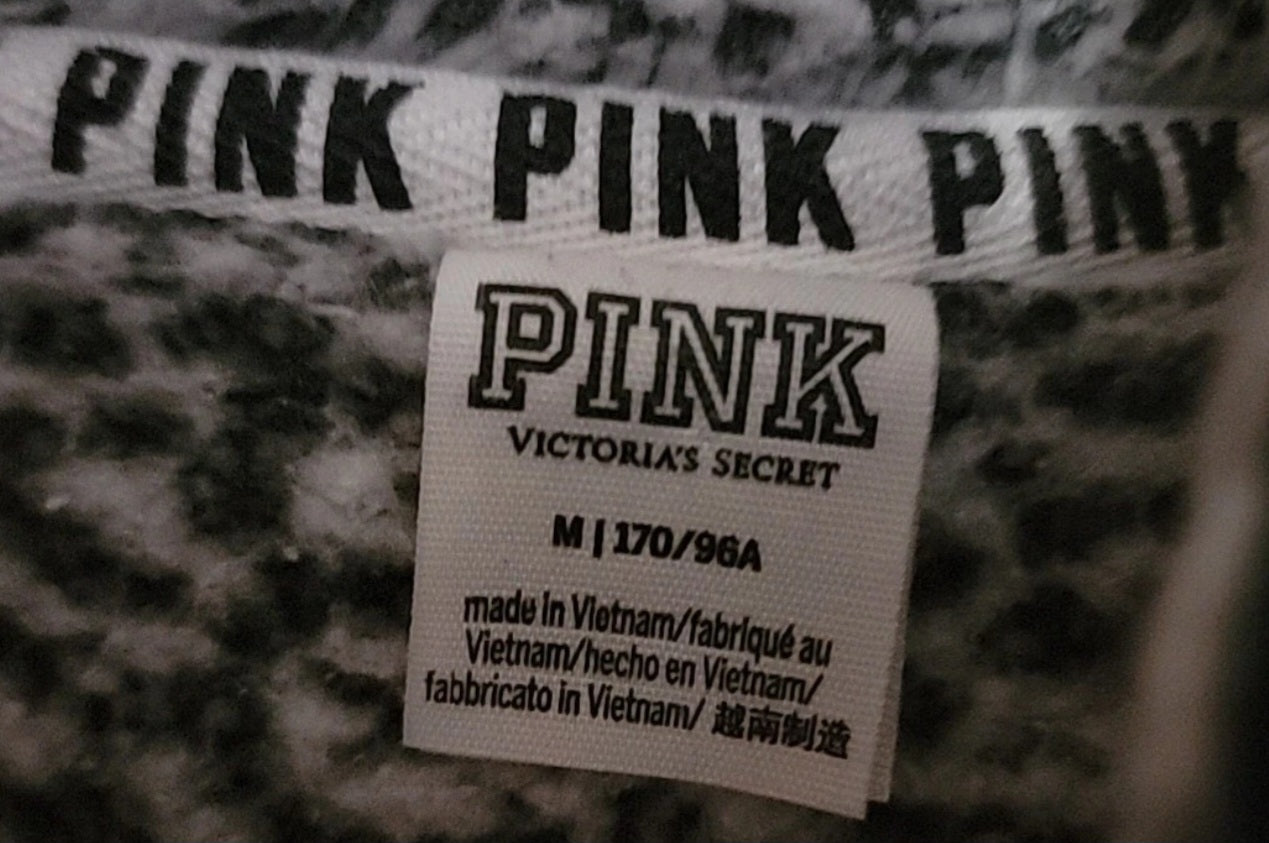 PINK PINK PINK
PINK
VICTORIA'S SECRET
M | 170/96A
made in Vietnam/fabriqué au
Vietnam/hecho en Vietnam/
fabbricato in Vietnam/ 越南制造